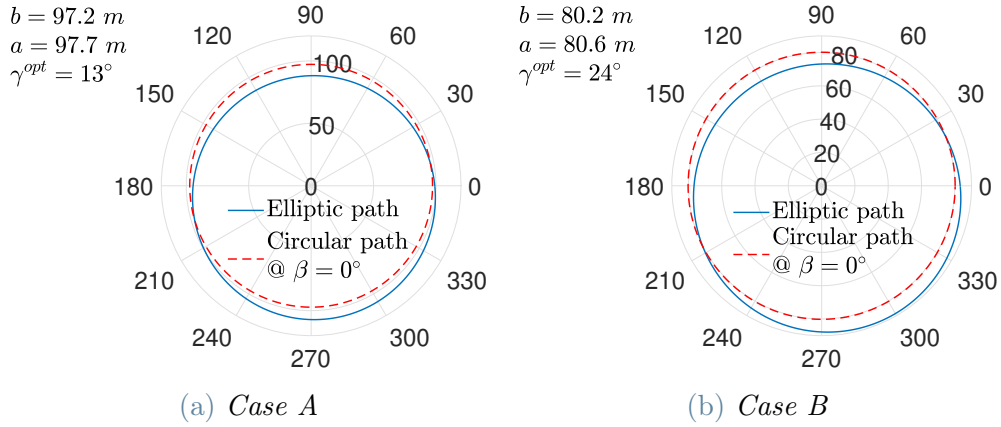 b = 97.2 m
a = 97.7 m
γ^opt = 13°
90
120
60
100
150
30
50
180
0
0
Elliptic path
Circular path
@ β = 0°
210
330
240
300
270
(a) Case A
b = 80.2 m
a = 80.6 m
γ^opt = 24°
90
120
60
80
150
60
30
40
20
180
0
0
Elliptic path
Circular path
@ β = 0°
210
330
240
300
270
(b) Case B